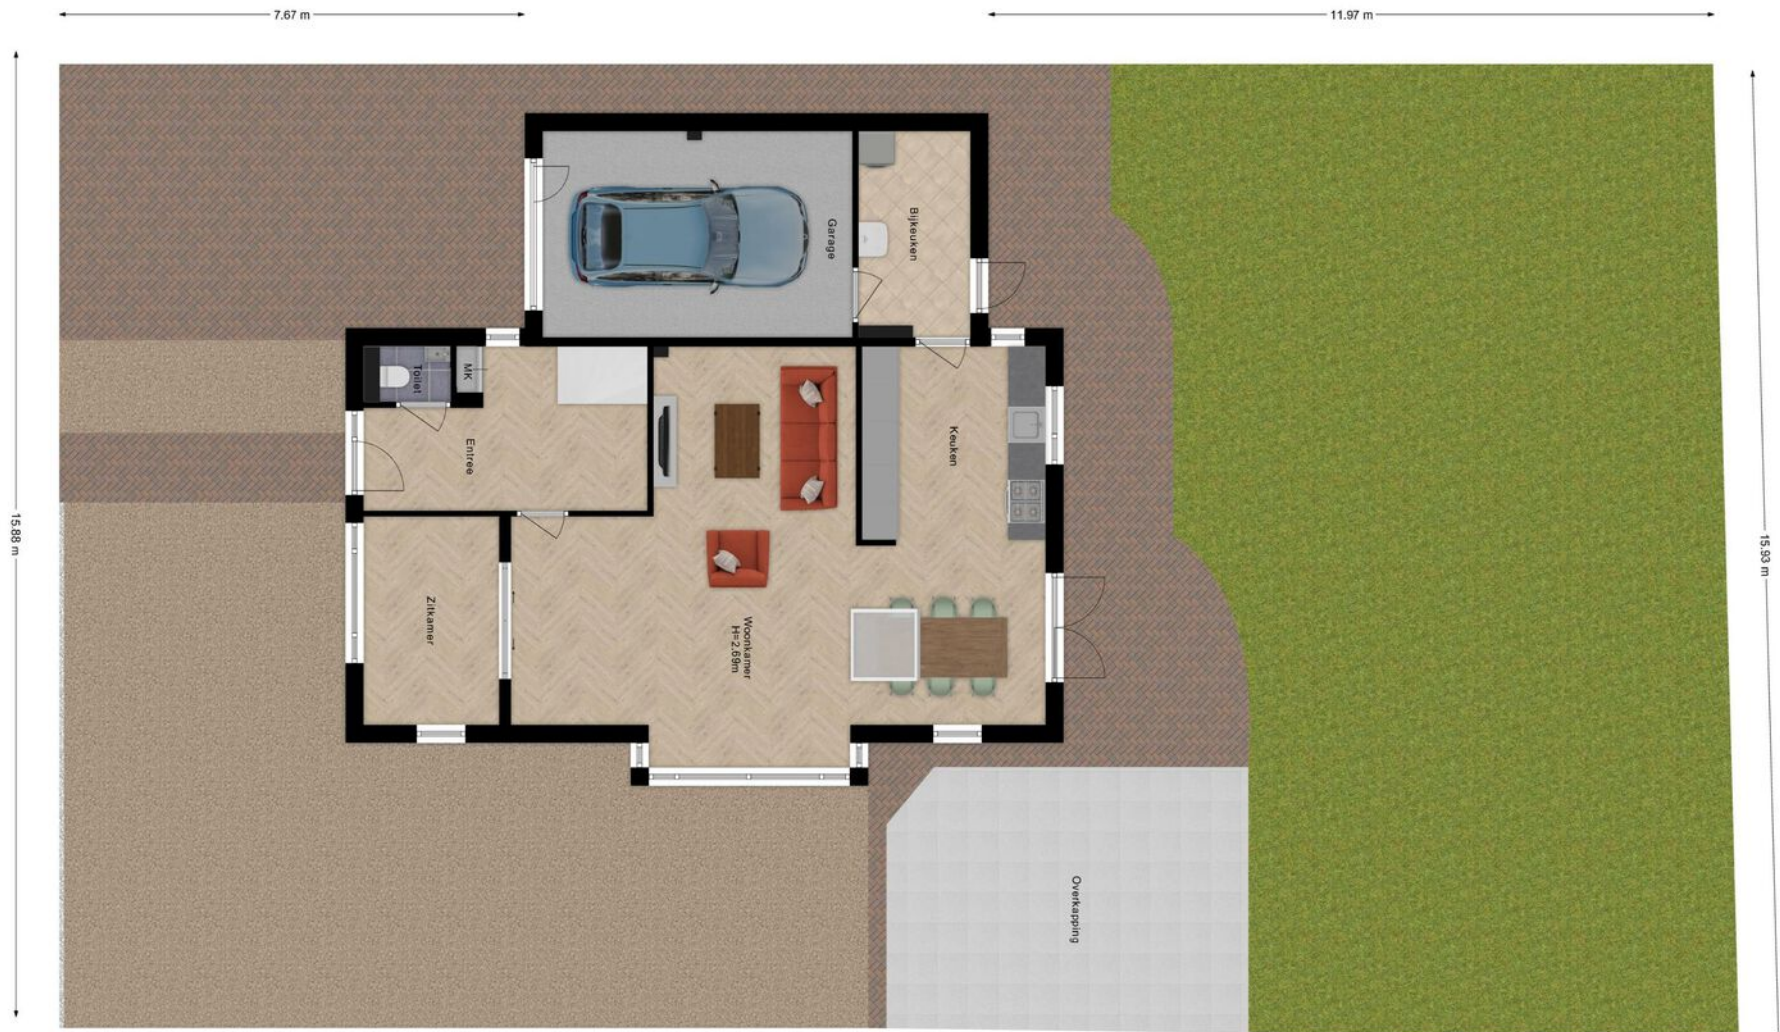 7.67 m
11.97 m
15.88 m
15.93 m
Garage
Bijkeuken
Toilet
MK
Entree
Keuken
Zitkamer
Woonkamer
H=2.69m
Overkapping